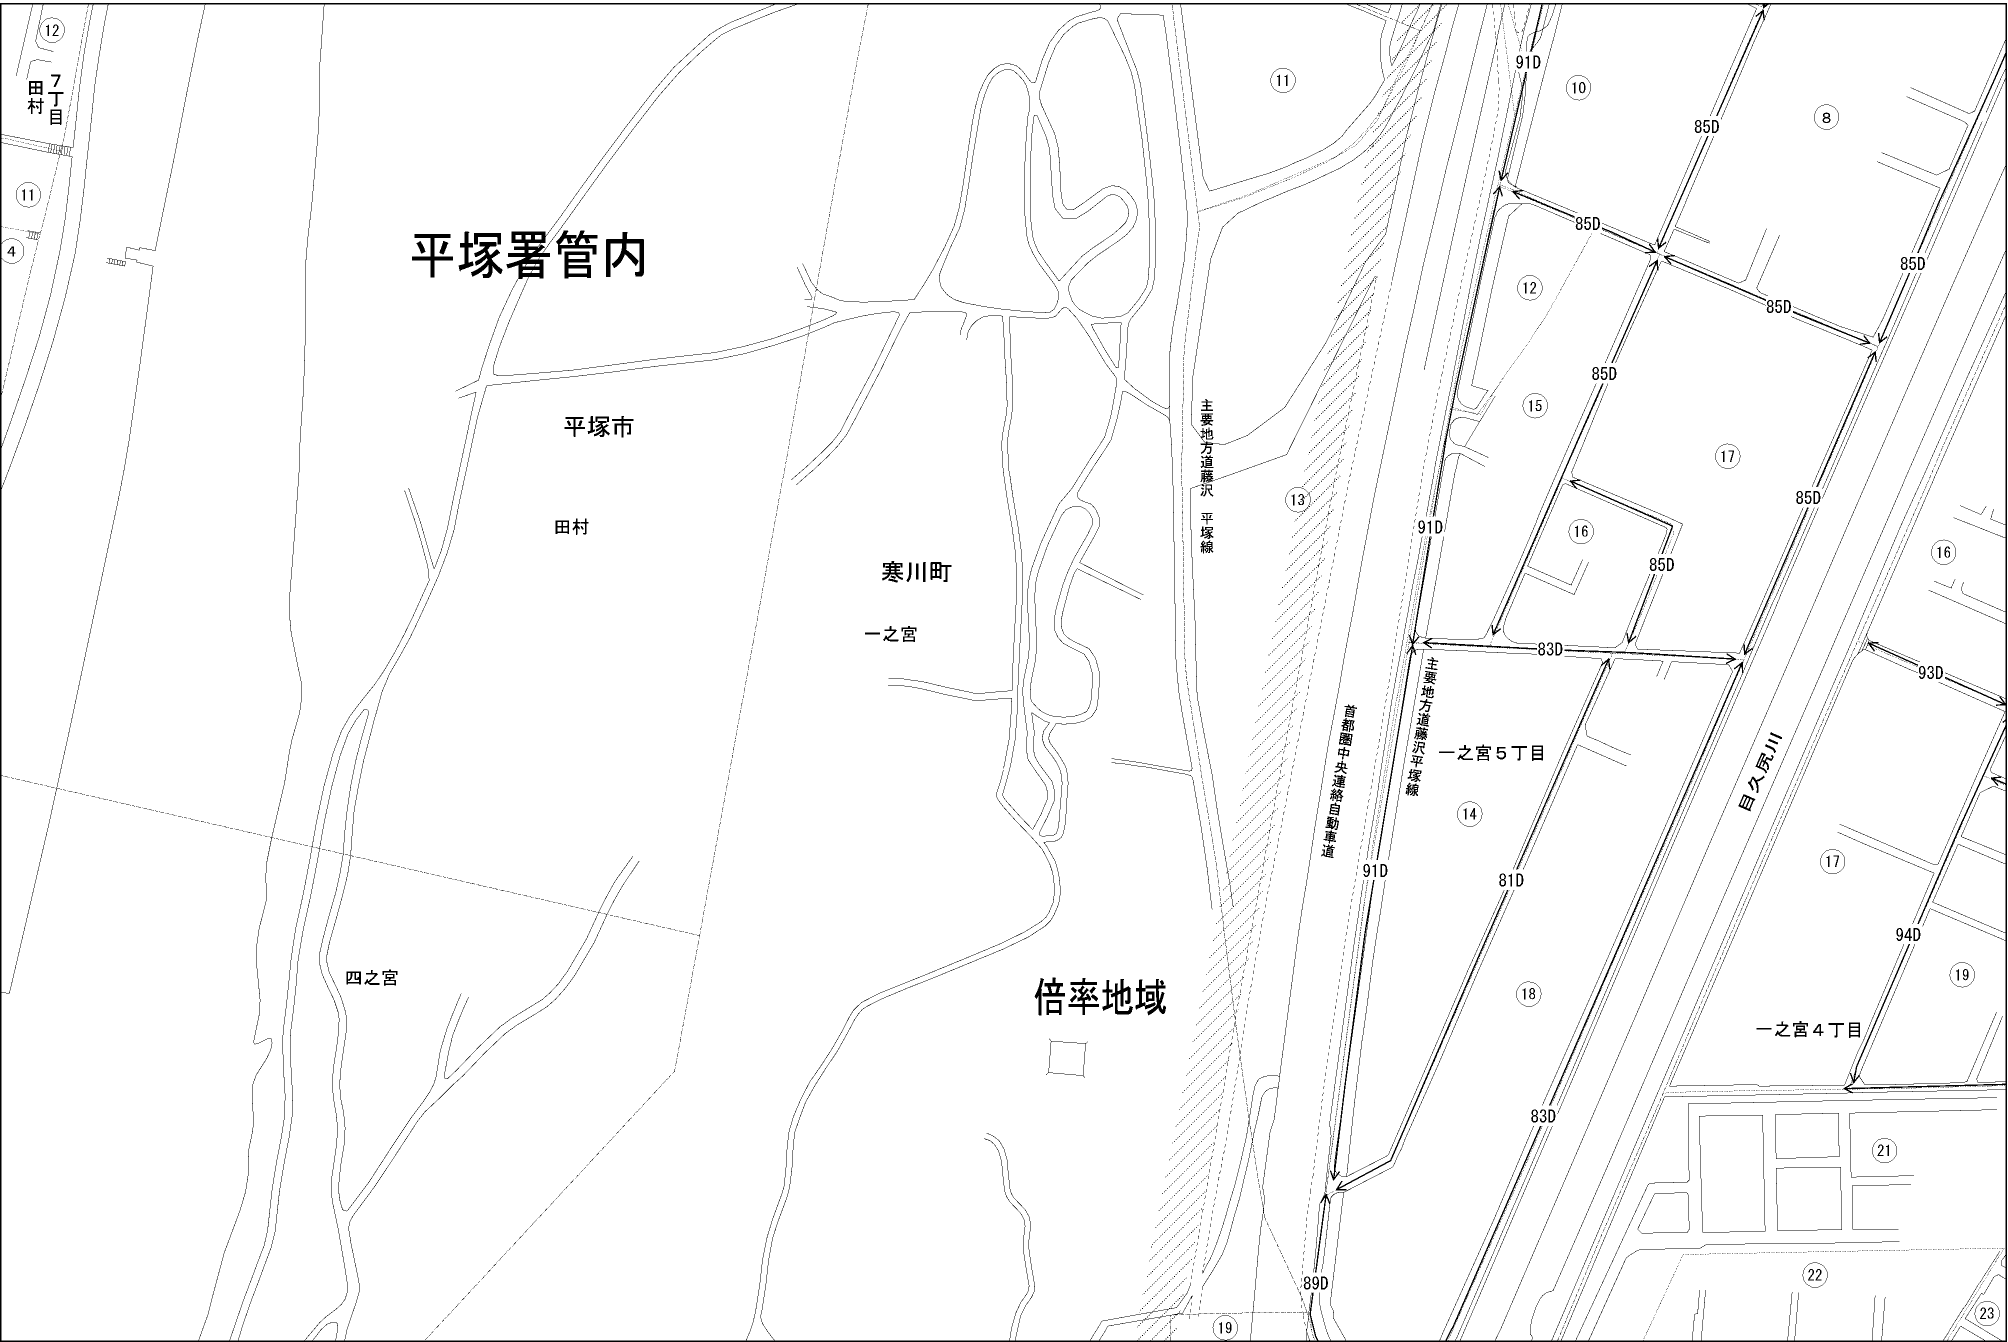 12
7丁目
田村
11
4
平塚署管内
平塚市
田村
寒川町
一之宮
四之宮
倍率地域
主要地方道藤沢 平塚線
11
13
首都圏中央連絡自動車道
主要地方道藤沢平塚線
91D
10
85D
8
85D
85D
85D
12
85D
15
17
91D
85D
16
85D
83D
16
93D
一之宮5丁目
目久尻川
14
91D
81D
17
94D
18
19
一之宮4丁目
83D
21
89D
22
19
23